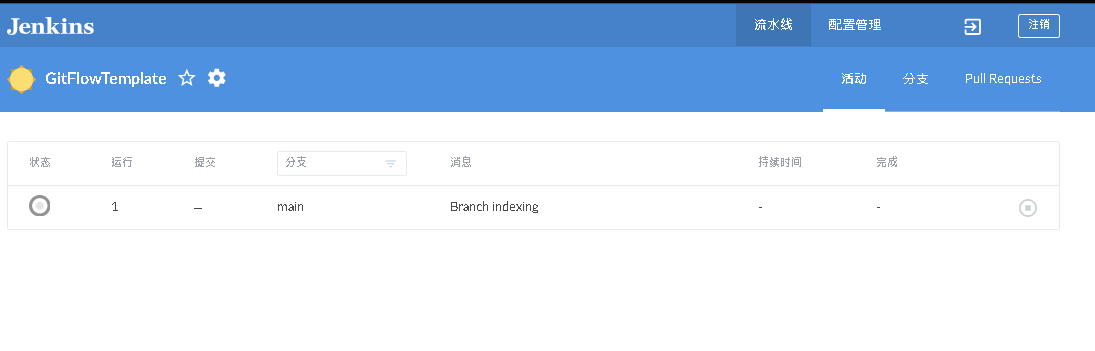 Jenkins 流水线 配置管理 注销
GitFlowTemplate 活动 分支 Pull Requests
状态 运行 提交 分支 消息 持续时间 完成
1 — main Branch indexing - -